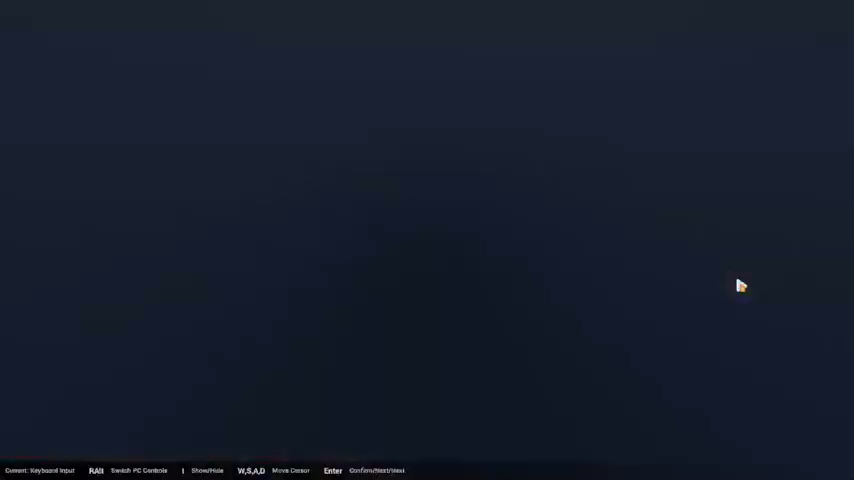 Current: Keyboard Input RAlt Switch PC Controls I Show/Hide W,S,A,D Move Cursor Enter Confirm/Next/Next